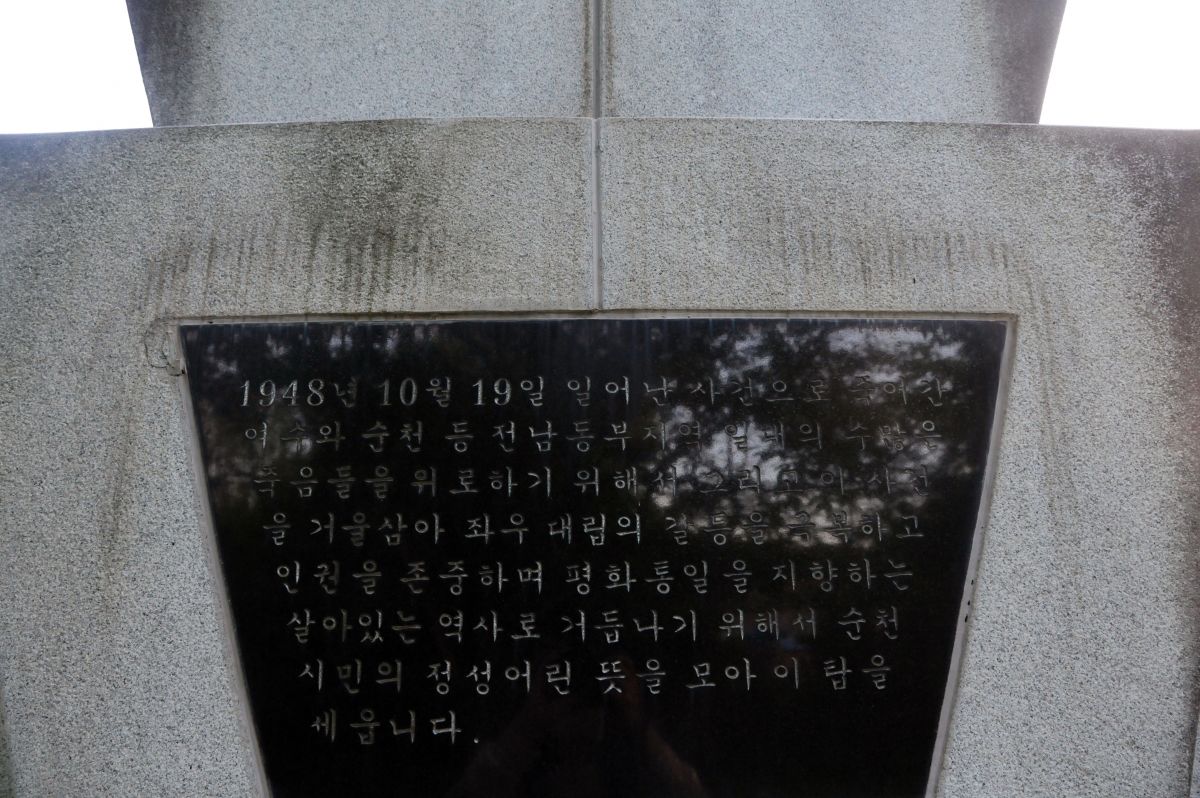 1948년 10월 19일 일어난 사건으로 죽어간
여수와 순천 등 전남동부지역 일대의 수많은
죽음들을 위로하기 위해서 그리고 이 사건
을 거울삼아 좌우 대립의 갈등을 극복하고
인권을 존중하며 평화통일을 지향하는
살아있는 역사로 거듭나기 위해서 순천
시민의 정성어린 뜻을 모아 이 탑을
세웁니다.